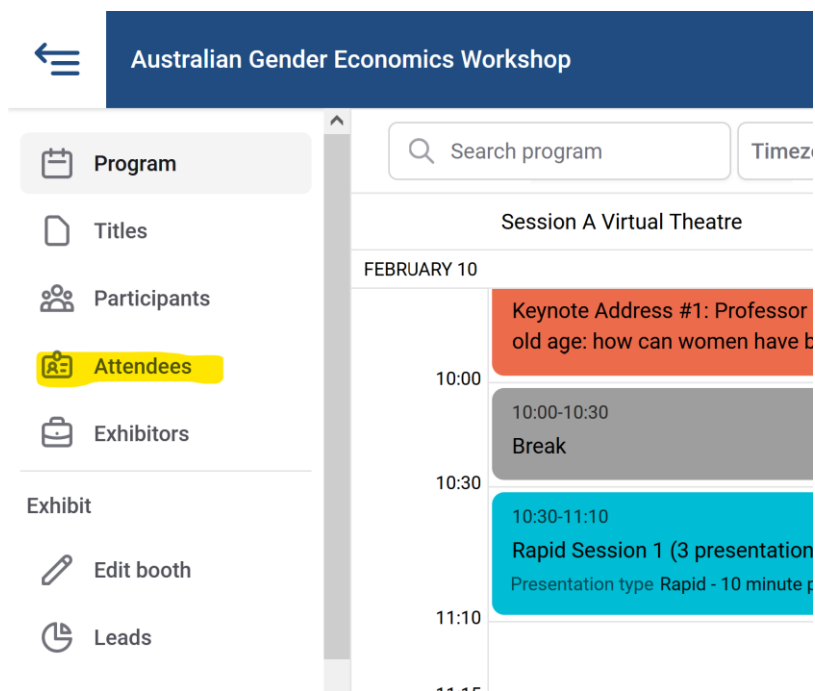 Australian Gender Economics Workshop
Program
Titles
Participants
Attendees
Exhibitors
Exhibit
Edit booth
Leads
Search program
Session A Virtual Theatre
FEBRUARY 10
Keynote Address #1: Professor
old age: how can women have
10:00
10:00-10:30
Break
10:30
10:30-11:10
Rapid Session 1 (3 presentation
Presentation type Rapid - 10 minute
11:10